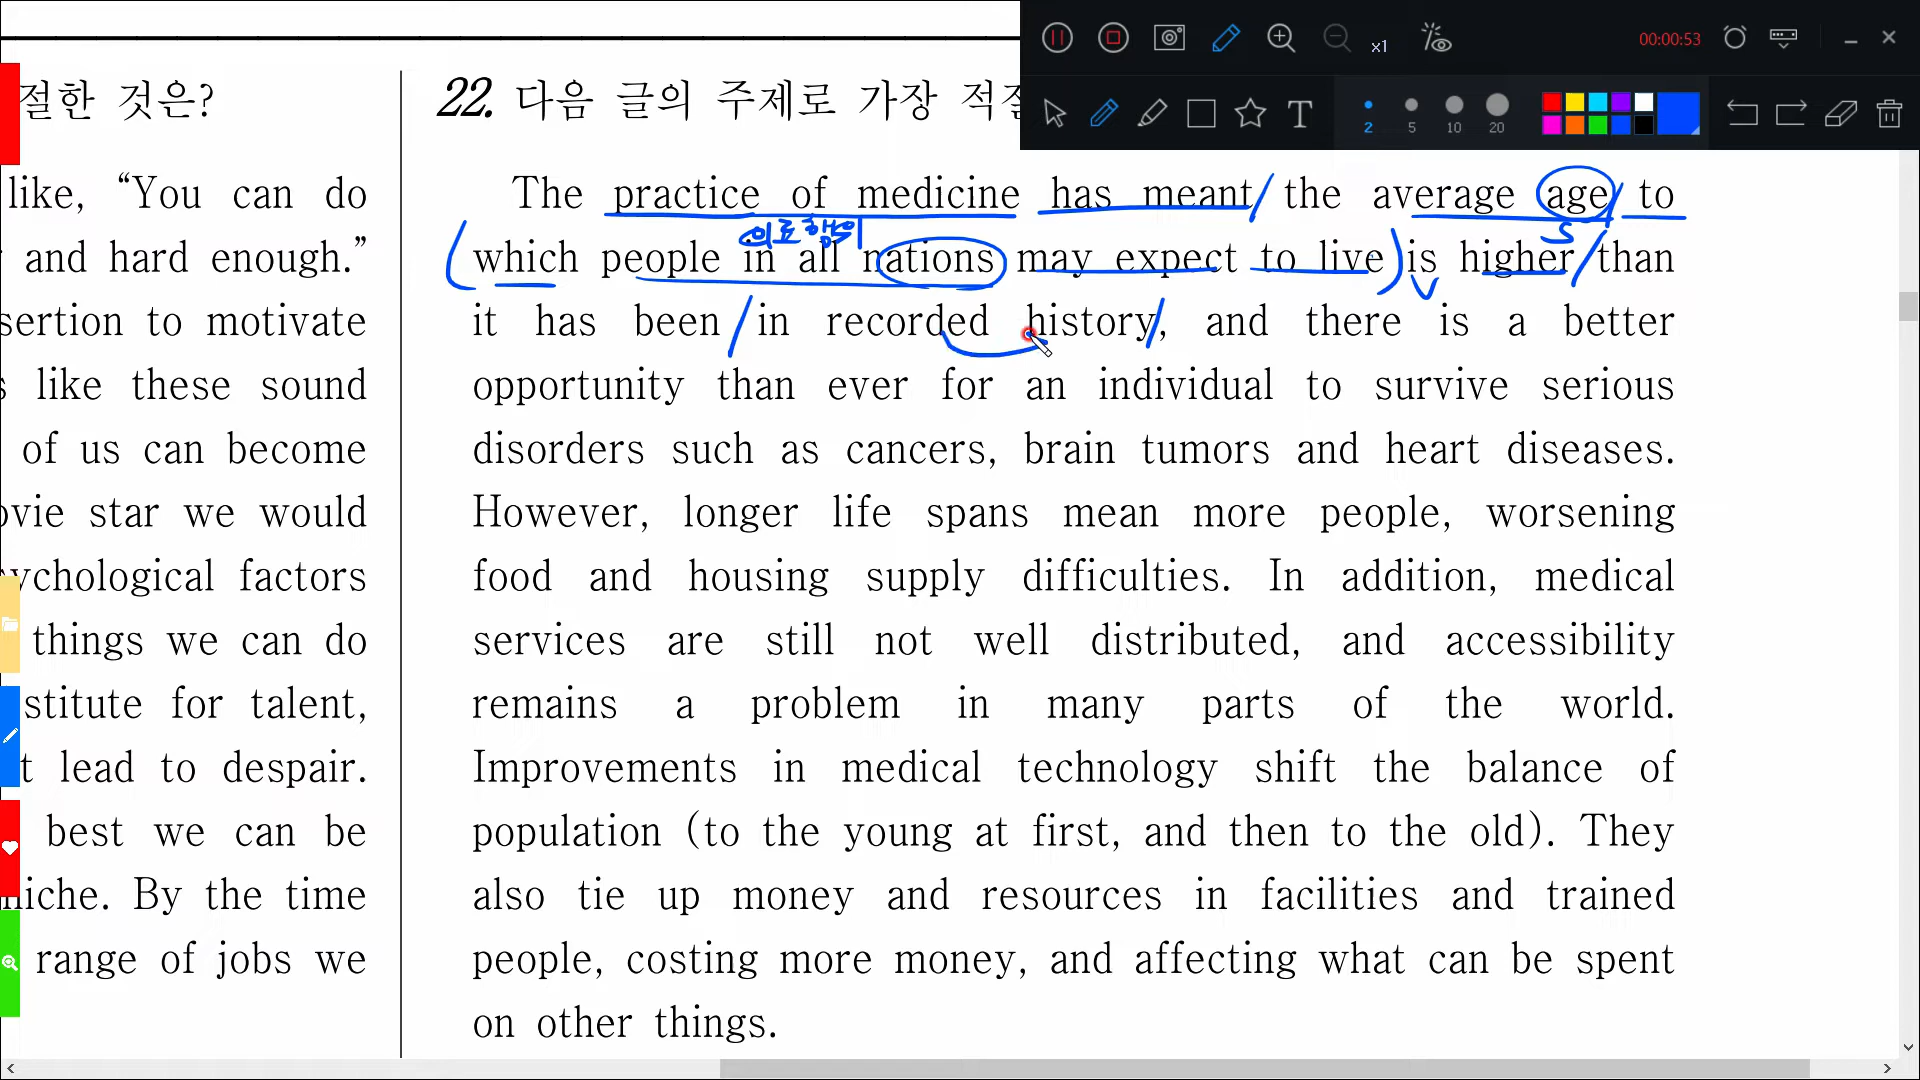 x1
00:00:53
2 5 10 20
절한 것은?
like, “You can do
and hard enough.”
sertion to motivate
like these sound
of us can become
ovie star we would
ychological factors
things we can do
stitute for talent,
t lead to despair.
best we can be
niche. By the time
range of jobs we
22. 다음 글의 주제로 가장 적절
The practice of medicine has meant the average age to
의료행위
S
which people in all nations may expect to live is higher than
V
it has been in recorded history, and there is a better
opportunity than ever for an individual to survive serious
disorders such as cancers, brain tumors and heart diseases.
However, longer life spans mean more people, worsening
food and housing supply difficulties. In addition, medical
services are still not well distributed, and accessibility
remains a problem in many parts of the world.
Improvements in medical technology shift the balance of
population (to the young at first, and then to the old). They
also tie up money and resources in facilities and trained
people, costing more money, and affecting what can be spent
on other things.